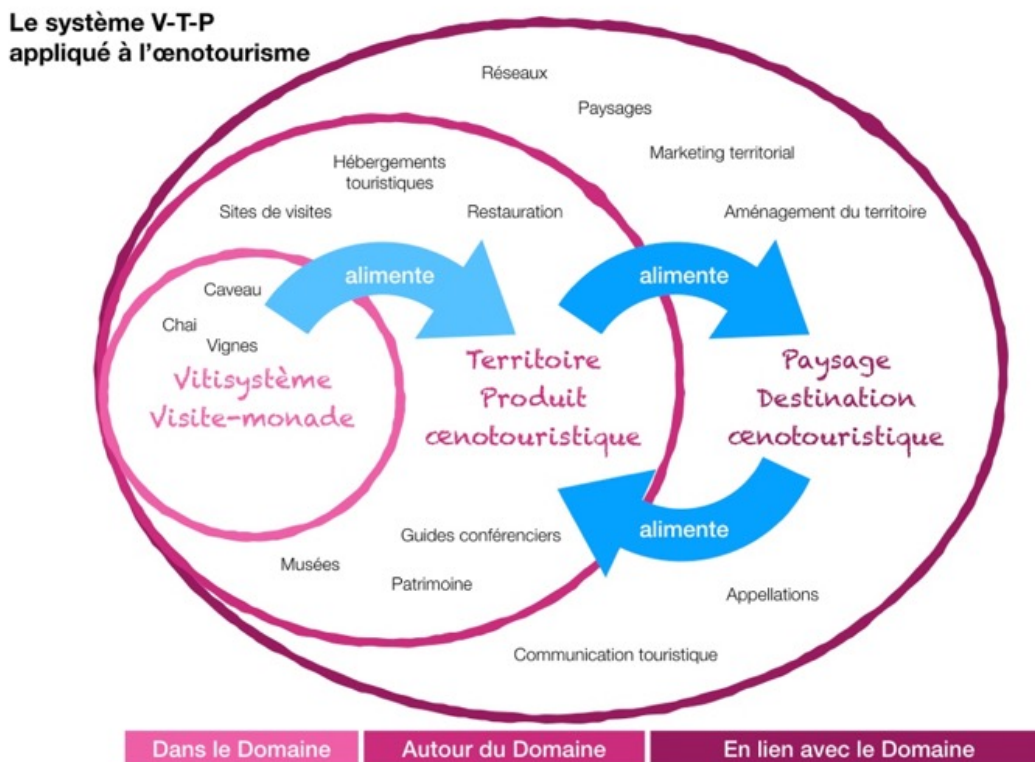 Le système V-T-P
appliqué à l'œnotourisme
Réseaux
Paysages
Marketing territorial
Hébergements
touristiques
Sites de visites
Restauration
Aménagement du territoire
alimente
alimente
Caveau
Chai
Vignes
Vitisystème
Visite-monade
Territoire
Produit
œnotouristique
Paysage
Destination
œnotouristique
alimente
Guides conférenciers
Musées
Patrimoine
Appellations
Communication touristique
Dans le Domaine
Autour du Domaine
En lien avec le Domaine